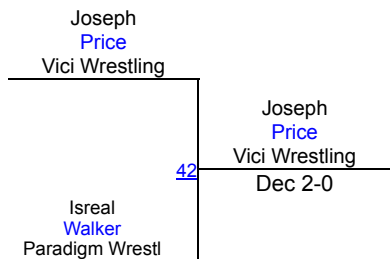 Joseph
Price
Vici Wrestling
Joseph
Price
Vici Wrestling
42
Dec 2-0
Isreal
Walker
Paradigm Wrestl